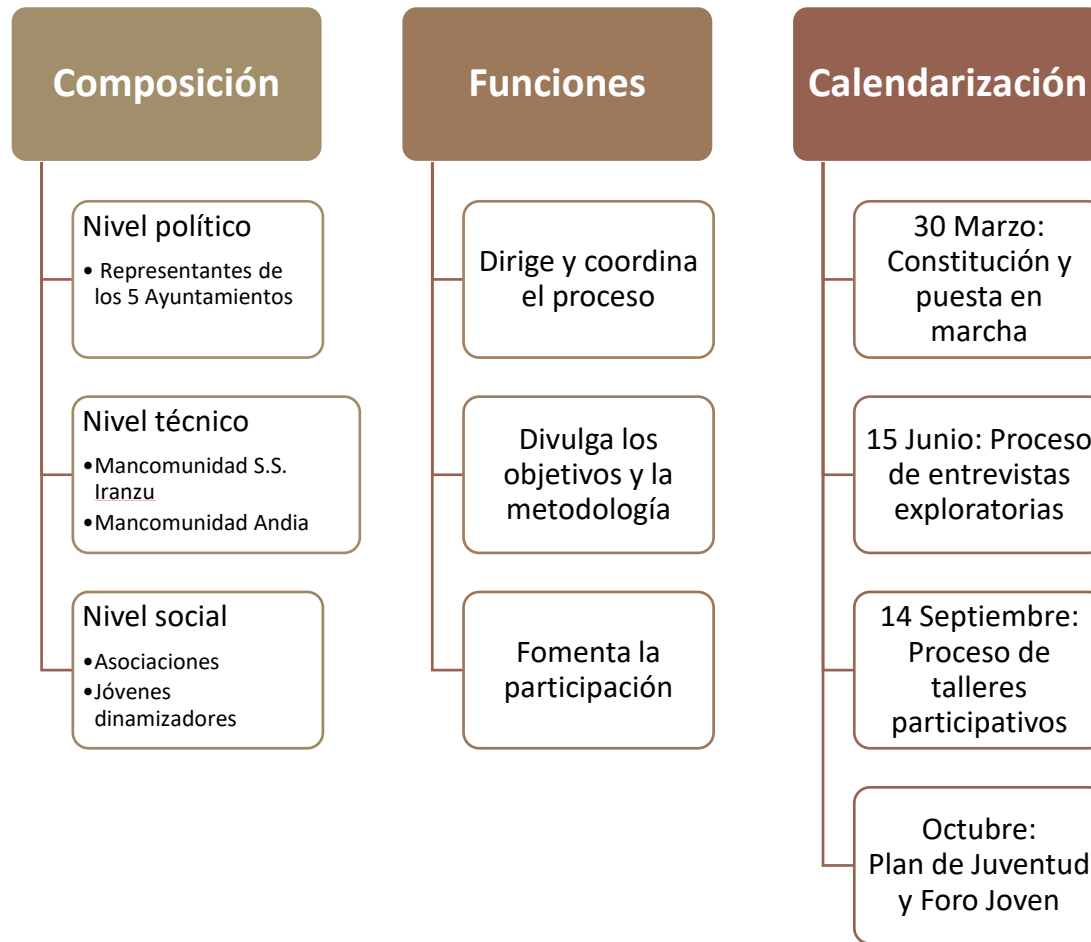 Composición
Nivel político
• Representantes de
los 5 Ayuntamientos
Nivel técnico
•Mancomunidad S.S.
Iranzu
•Mancomunidad Andia
Nivel social
•Asociaciones
•Jóvenes
dinamizadores
Funciones
Dirige y coordina
el proceso
Divulga los
objetivos y la
metodología
Fomenta la
participación
Calendarización
30 Marzo:
Constitución y
puesta en
marcha
15 Junio: Proceso
de entrevistas
exploratorias
14 Septiembre:
Proceso de
talleres
participativos
Octubre:
Plan de Juventud
y Foro Joven